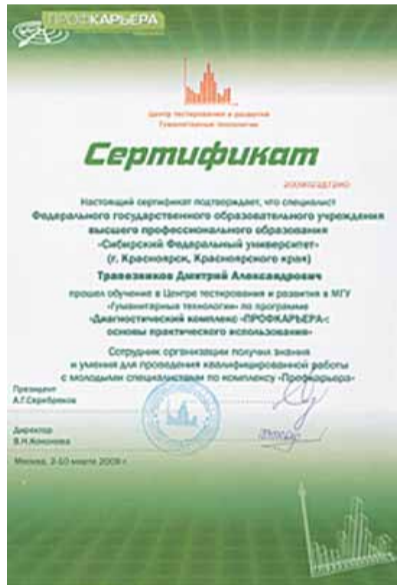 ПРОФКАРЬЕРА
Центр тестирования и развития
Гуманитарные технологии
Сертификат
Настоящий сертификат подтверждает, что специалист
Федерального государственного образовательного учреждения
высшего профессионального образования
«Сибирский Федеральный университет»
(г. Красноярск, Красноярского края)
Дмитрий Александрович
прошел обучение в Центре тестирования и развития в МГУ
«Гуманитарные технологии» по программе
«Диагностический комплекс «ПРОФКАРЬЕРА»:
основы практического использования»
Сотрудник организации получил знания
и умения для проведения квалифицированной работы
с молодыми специалистами по комплексу «Профкарьера»
Президент
А.Г.Серебряков
Директор
В.Н.Кононова
Москва, 2-10 марта 2009 г.